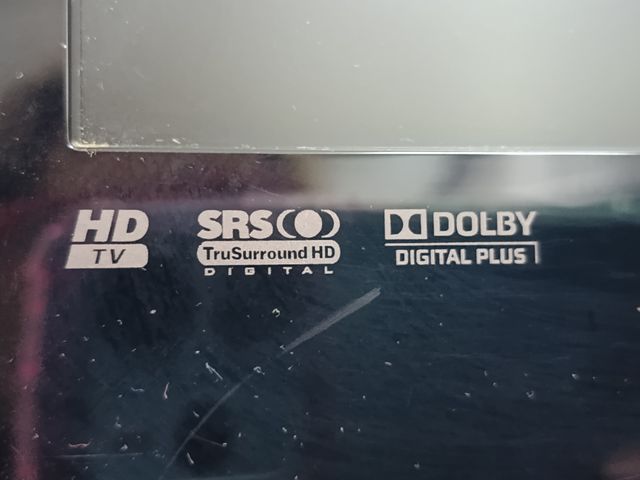 HD
TV
SRS
TruSurround HD
DIGITAL
DOLBY
DIGITAL PLUS